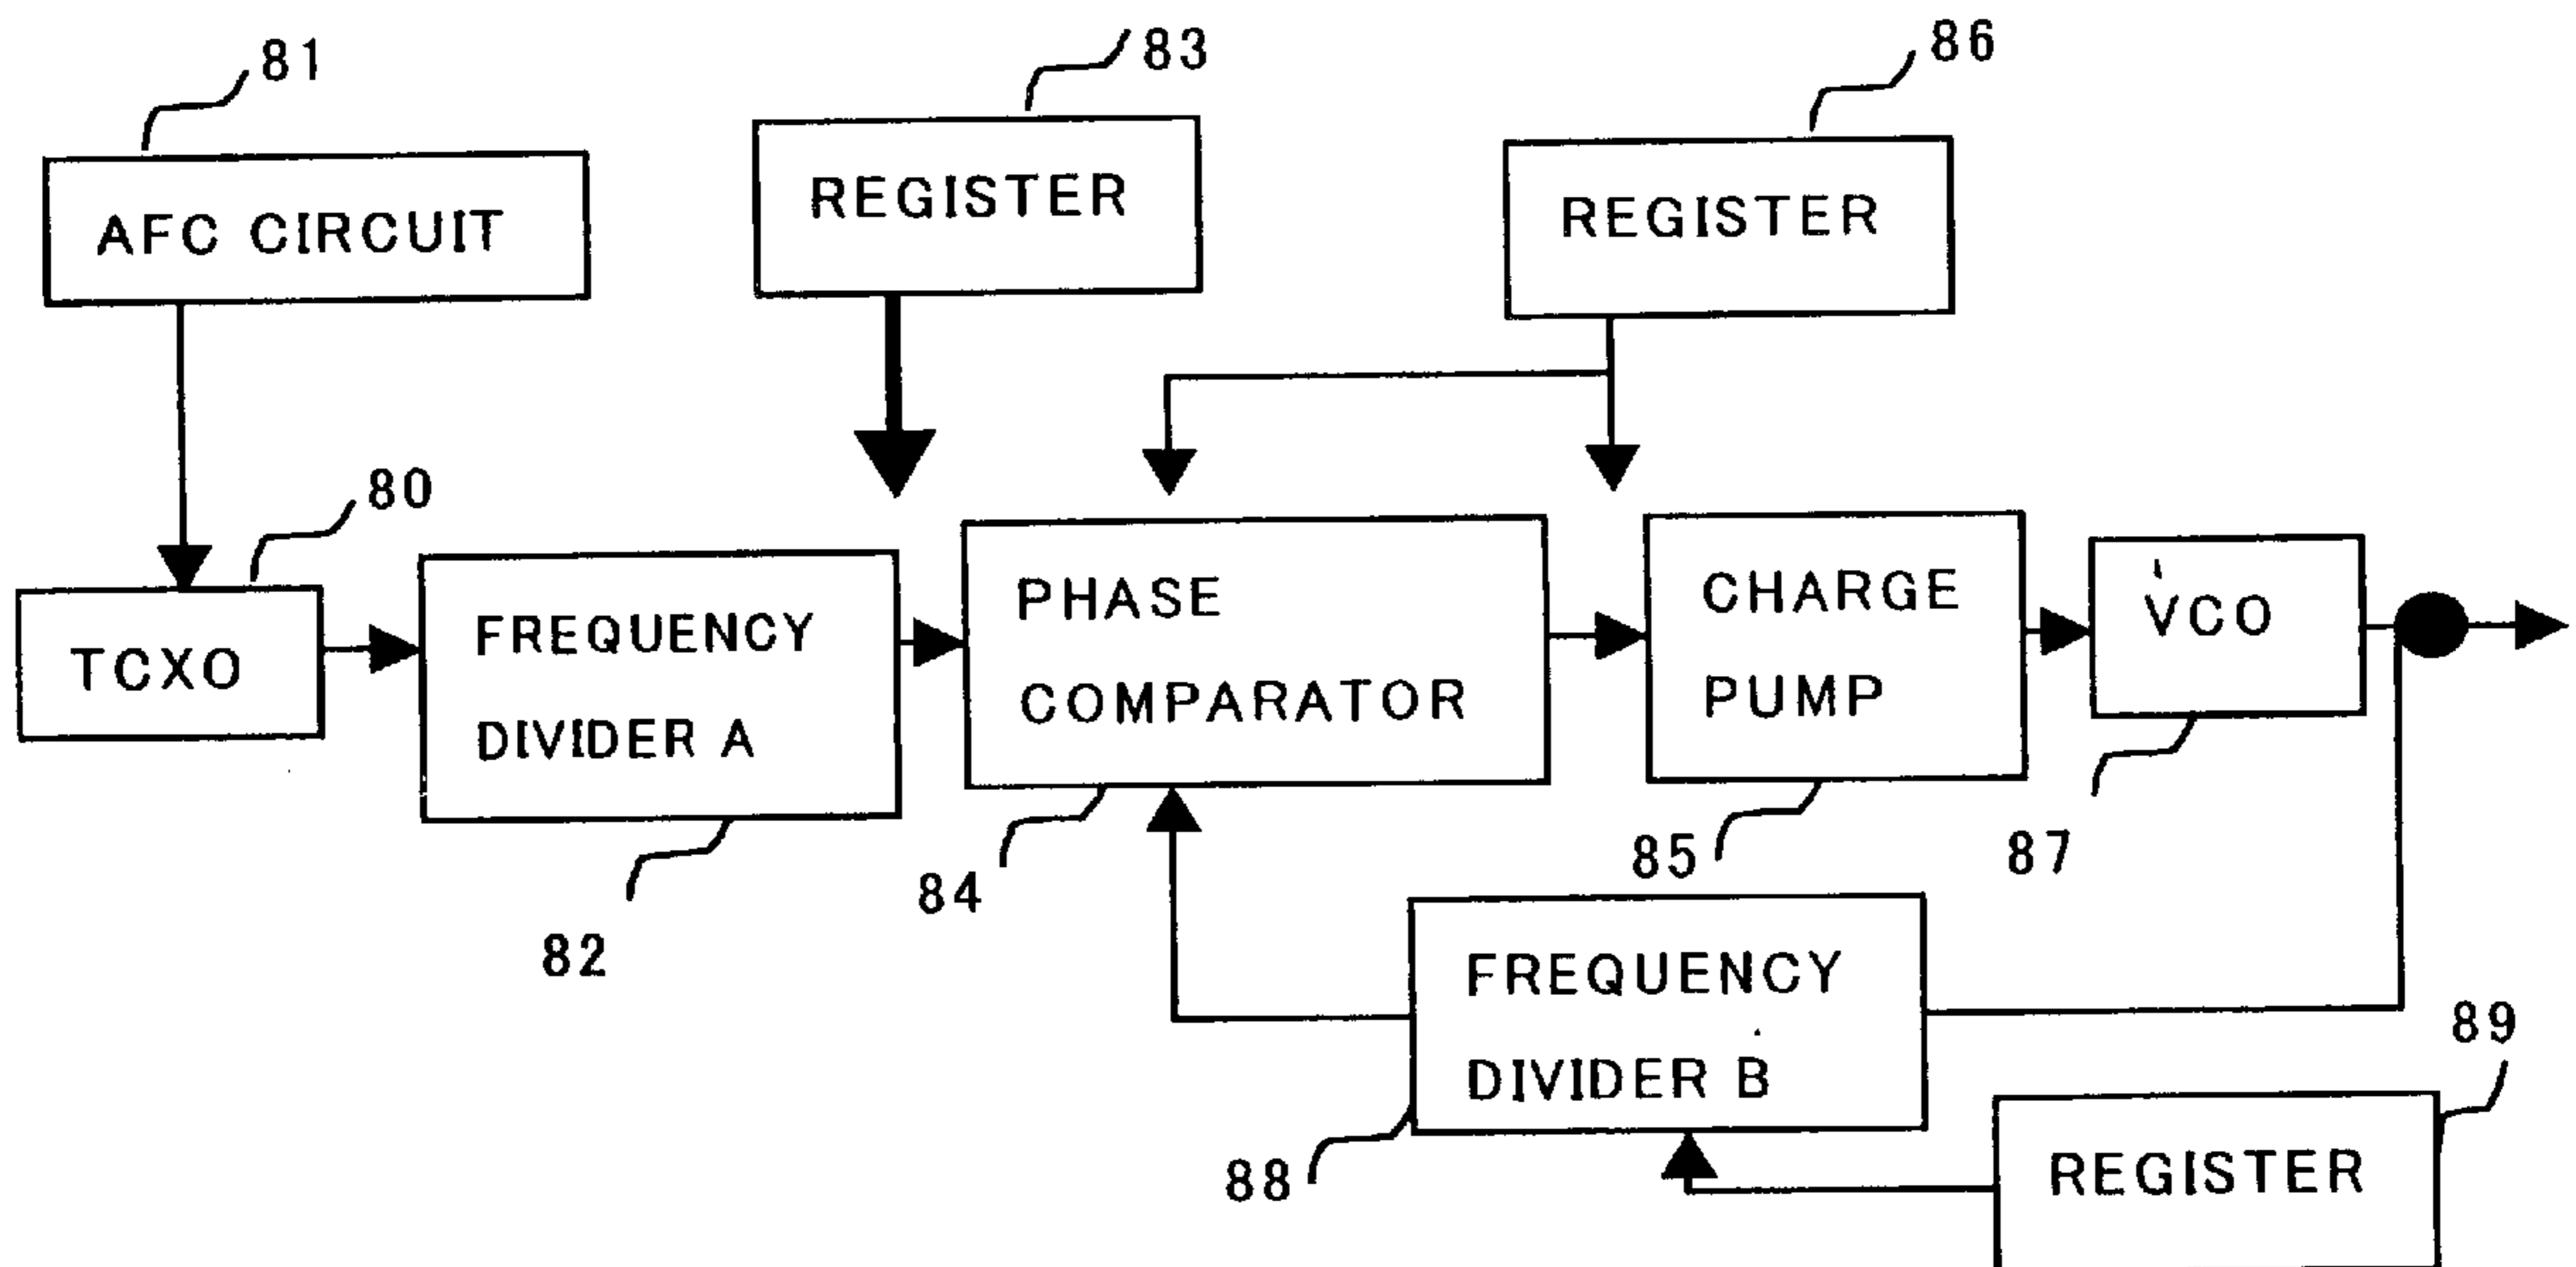 81
83
86
AFC CIRCUIT
REGISTER
REGISTER
80
TCXO
FREQUENCY
DIVIDER A
PHASE
COMPARATOR
CHARGE
PUMP
VCO
82
84
85
87
FREQUENCY
DIVIDER B
88
89
REGISTER